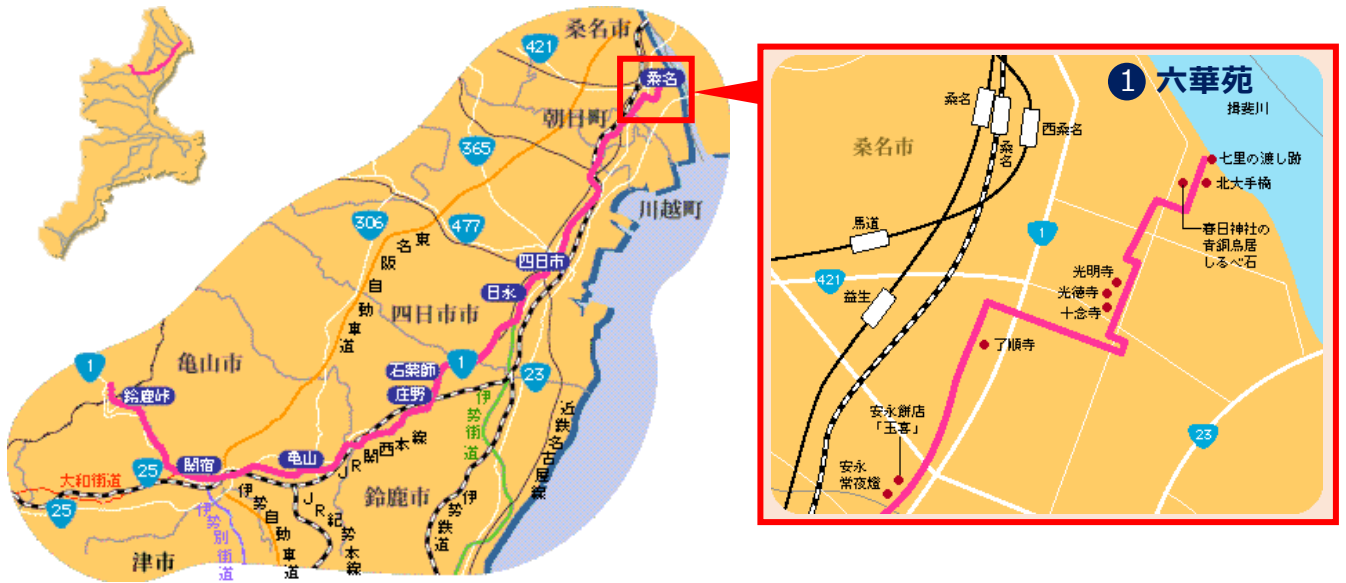 桑名市
421
桑名
朝日町
365
川越町
306
477
東名阪自動車道
四日市
日永
四日市市
1
亀山市
石薬師
1
庄野
23
鈴鹿峠
伊勢街道
近鉄名古屋線
JR関西本線
亀山
関宿
25
大和街道
25
鈴鹿市
伊勢自動車道
JR紀勢本線
伊勢鉄道
伊勢別街道
津市
1 六華苑
揖斐川
桑名
西桑名
桑名
桑名市
七里の渡し跡
北大手橋
馬道
1
春日神社の
青銅鳥居
しるべ石
421
光明寺
光徳寺
十念寺
益生
了順寺
安永餅店
「玉喜」
23
安永
常夜燈